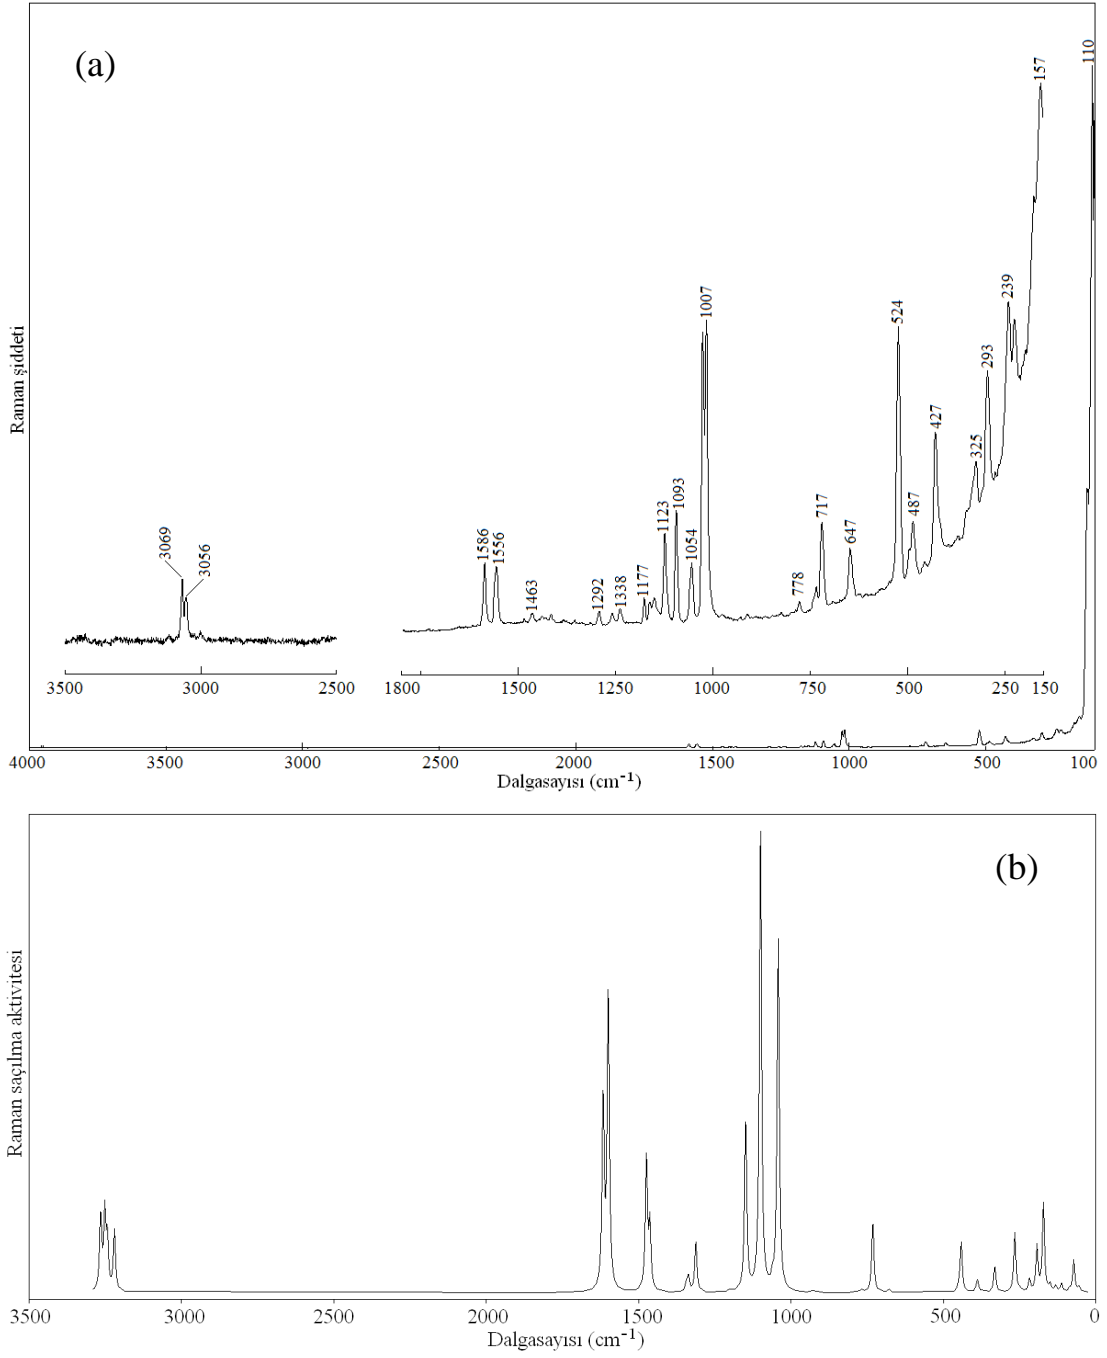 (a)
110
157
1007
524
239
293
427
325
1093
1123
717
487
3069
3056
1586
1556
1054
647
1177
1463
1292
1338
778
Raman şiddeti
3500 3000 2500 1800 1500 1250 1000 750 500 250 150
4000 3500 3000 2500 2000 1500 1000 500 100
Dalgasayısı (cm⁻¹)
(b)
Raman saçılma aktivitesi
3500 3000 2500 2000 1500 1000 500 0
Dalgasayısı (cm⁻¹)